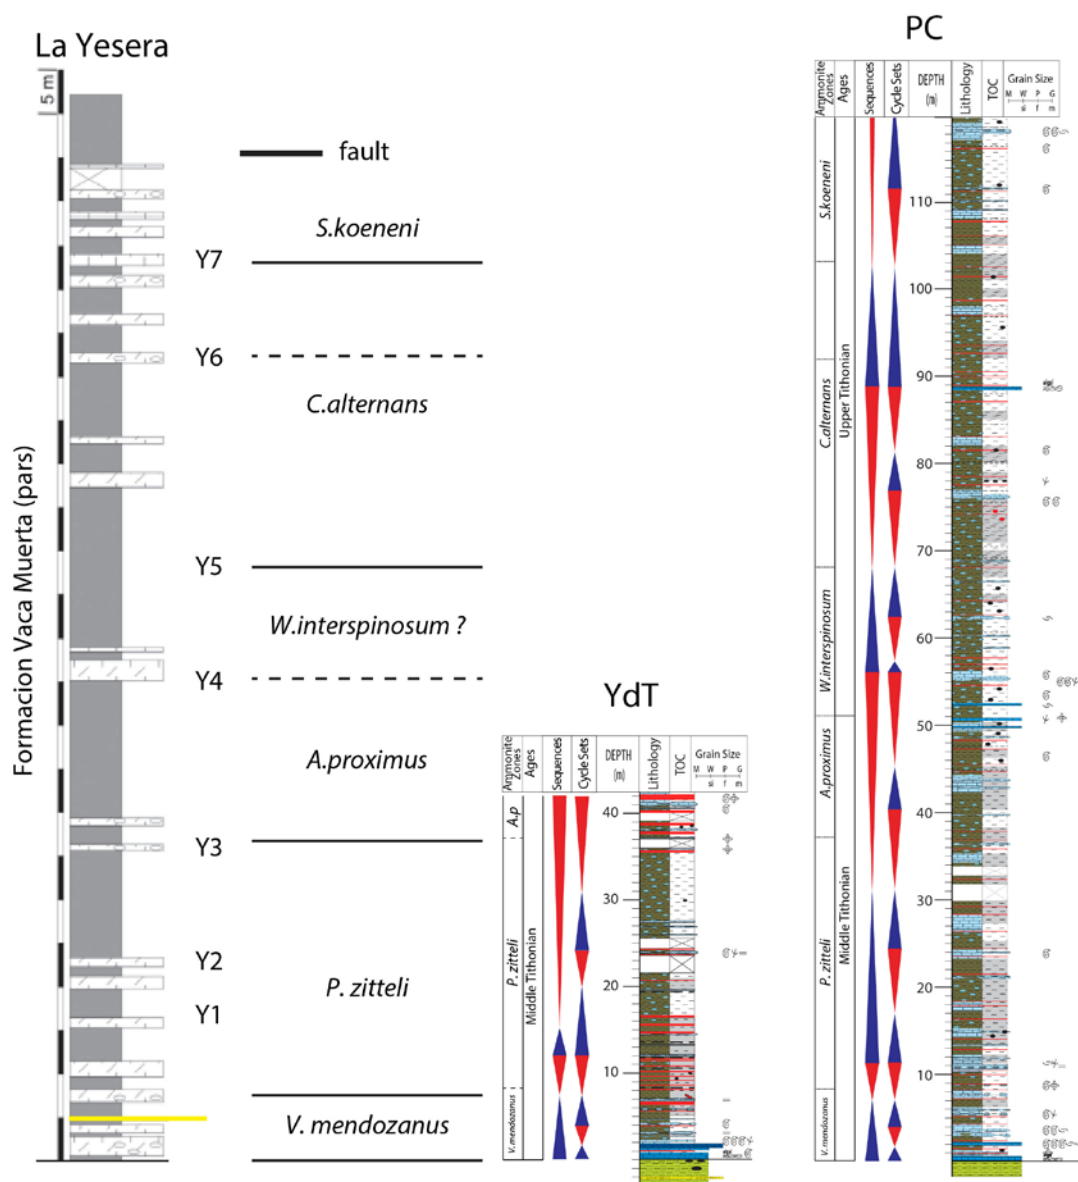 La Yesera
5 m
Formacion Vaca Muerta (pars)
fault
S.koeneni
Y7
Y6
C.alternans
Y5
W.interspinosum ?
Y4
A.proximus
Y3
Y2
P. zitteli
Y1
V. mendozanus
YdT
Ammonite Zones
Ages
Sequences
Cycle Sets
DEPTH (m)
Lithology
TOC
Grain Size
M W P G
si f m
A.p
P. zitteli
V. mendozanus
Middle Tithonian
40
30
20
10
PC
Ammonite Zones
Ages
Sequences
Cycle Sets
DEPTH (m)
Lithology
TOC
Grain Size
M W P G
si f m
S.koeneni
C.alternans
W.interspinosum
A.proximus
P. zitteli
V. mendozanus
Upper Tithonian
Middle Tithonian
110
100
90
80
70
60
50
40
30
20
10